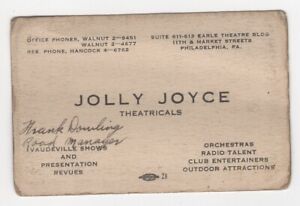 OFFICE PHONES, WALNUT 2-9451
WALNUT 2-4677
RES. PHONE, HANCOCK 4-6762
SUITE 611-613 EARLE THEATRE BLDG
11TH & MARKET STREETS
PHILADELPHIA, PA.
JOLLY JOYCE
THEATRICALS
Frank Dowling
Road Manager
VAUDEVILLE SHOWS
AND
PRESENTATION
REVUES
ORCHESTRAS
RADIO TALENT
CLUB ENTERTAINERS
OUTDOOR ATTRACTIONS